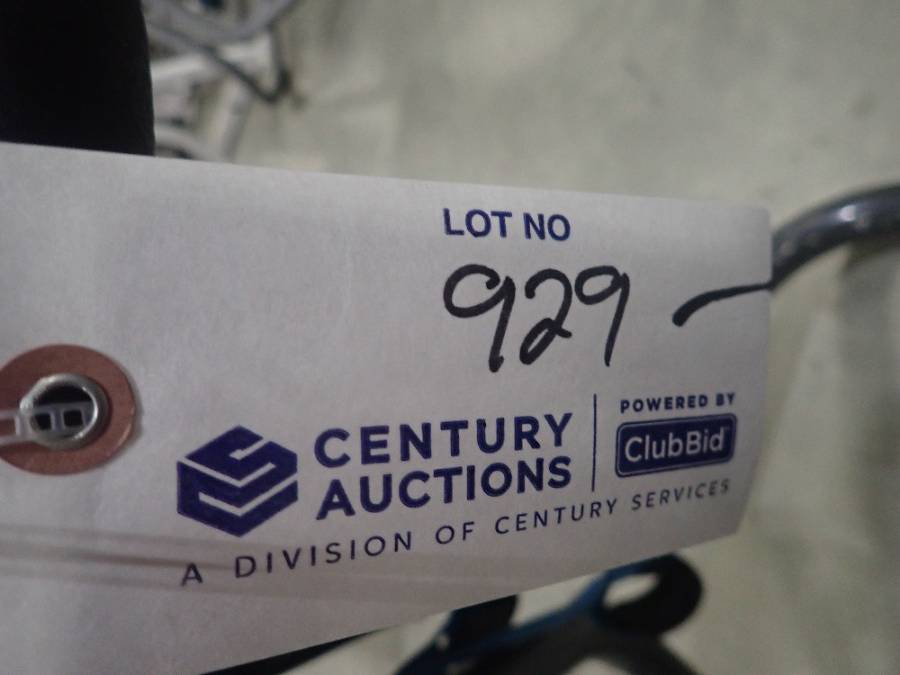 LOT NO
929 -
CENTURY
AUCTIONS
POWERED BY
ClubBid
A DIVISION OF CENTURY SERVICES